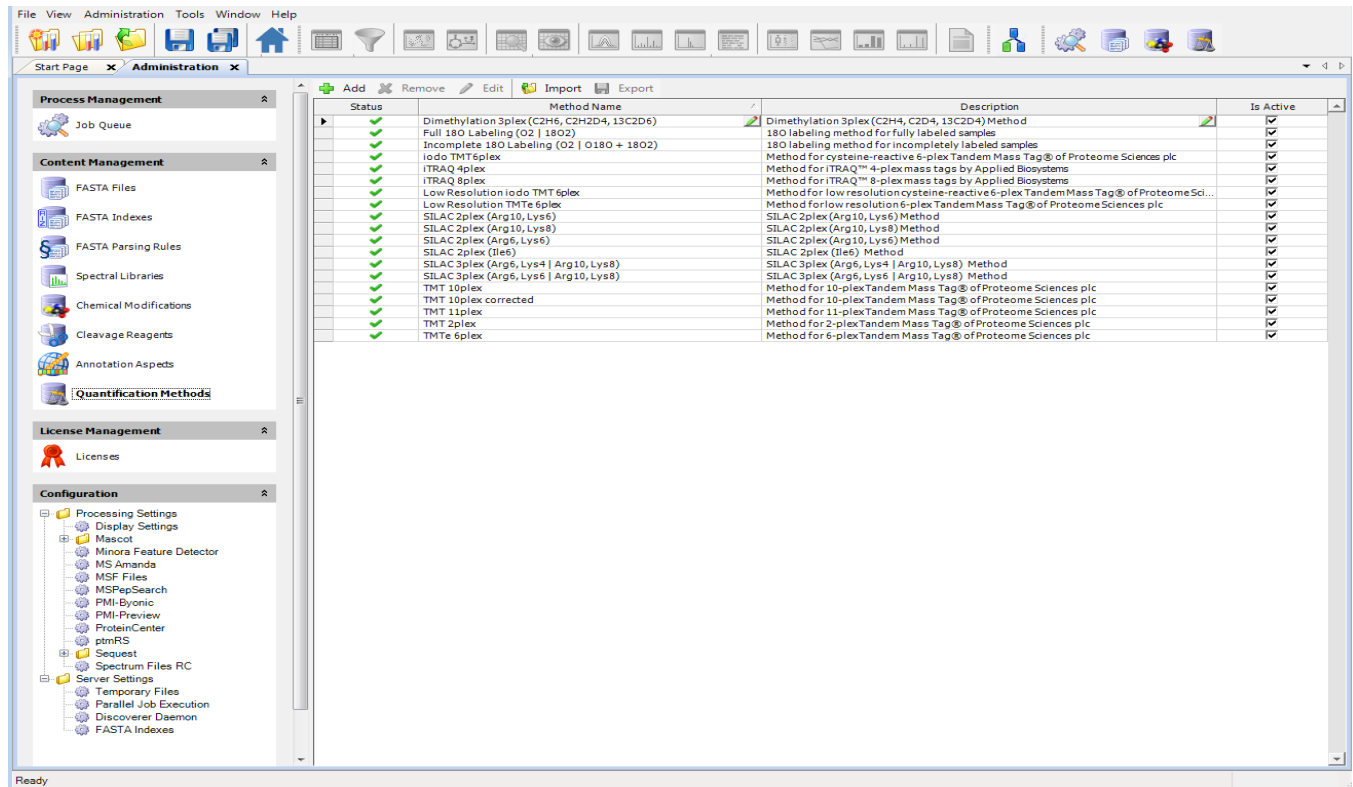 File View Administration Tools Window Help
Start Page x Administration x
Process Management
Job Queue
Content Management
FASTA Files
FASTA Indexes
FASTA Parsing Rules
Spectral Libraries
Chemical Modifications
Cleavage Reagents
Annotation Aspects
Quantification Methods
License Management
Licenses
Configuration
Processing Settings
Display Settings
Mascot
Minora Feature Detector
MS Amanda
MSF Files
MSPepSearch
PMI-Byonic
PMI-Preview
ProteinCenter
ptmRS
Sequest
Spectrum Files RC
Server Settings
Temporary Files
Parallel Job Execution
Discoverer Daemon
FASTA Indexes
Add Remove Edit Import Export
Status Method Name Description Is Active
Dimethylation 3plex (C2H6, C2H2D4, 13C2D6) Dimethylation 3plex (C2H4, C2D4, 13C2D4) Method
Full 18O Labeling (O2 | 18O2) 18O labeling method for fully labeled samples
Incomplete 18O Labeling (O2 | O18O + 18O2) 18O labeling method for incompletely labeled samples
iodo TMT6plex Method for cysteine-reactive 6-plex Tandem Mass Tag® of Proteome Sciences plc
iTRAQ 4plex Method for iTRAQ™ 4-plex mass tags by Applied Biosystems
iTRAQ 8plex Method for iTRAQ™ 8-plex mass tags by Applied Biosystems
Low Resolution iodo TMT 6plex Method for low resolution cysteine-reactive 6-plex Tandem Mass Tag® of Proteome Sci...
Low Resolution TMTe 6plex Method for low resolution 6-plex Tandem Mass Tag® of Proteome Sciences plc
SILAC 2plex (Arg10, Lys6) SILAC 2plex (Arg10, Lys6) Method
SILAC 2plex (Arg10, Lys8) SILAC 2plex (Arg10, Lys8) Method
SILAC 2plex (Arg6, Lys6) SILAC 2plex (Arg10, Lys6) Method
SILAC 2plex (Ile6) SILAC 2plex (Ile6) Method
SILAC 3plex (Arg6, Lys4 | Arg10, Lys8) SILAC 3plex (Arg6, Lys4 | Arg10, Lys8) Method
SILAC 3plex (Arg6, Lys6 | Arg10, Lys8) SILAC 3plex (Arg6, Lys6 | Arg10, Lys8) Method
TMT 10plex Method for 10-plex Tandem Mass Tag® of Proteome Sciences plc
TMT 10plex corrected Method for 10-plex Tandem Mass Tag® of Proteome Sciences plc
TMT 11plex Method for 11-plex Tandem Mass Tag® of Proteome Sciences plc
TMT 2plex Method for 2-plex Tandem Mass Tag® of Proteome Sciences plc
TMTe 6plex Method for 6-plex Tandem Mass Tag® of Proteome Sciences plc
Ready